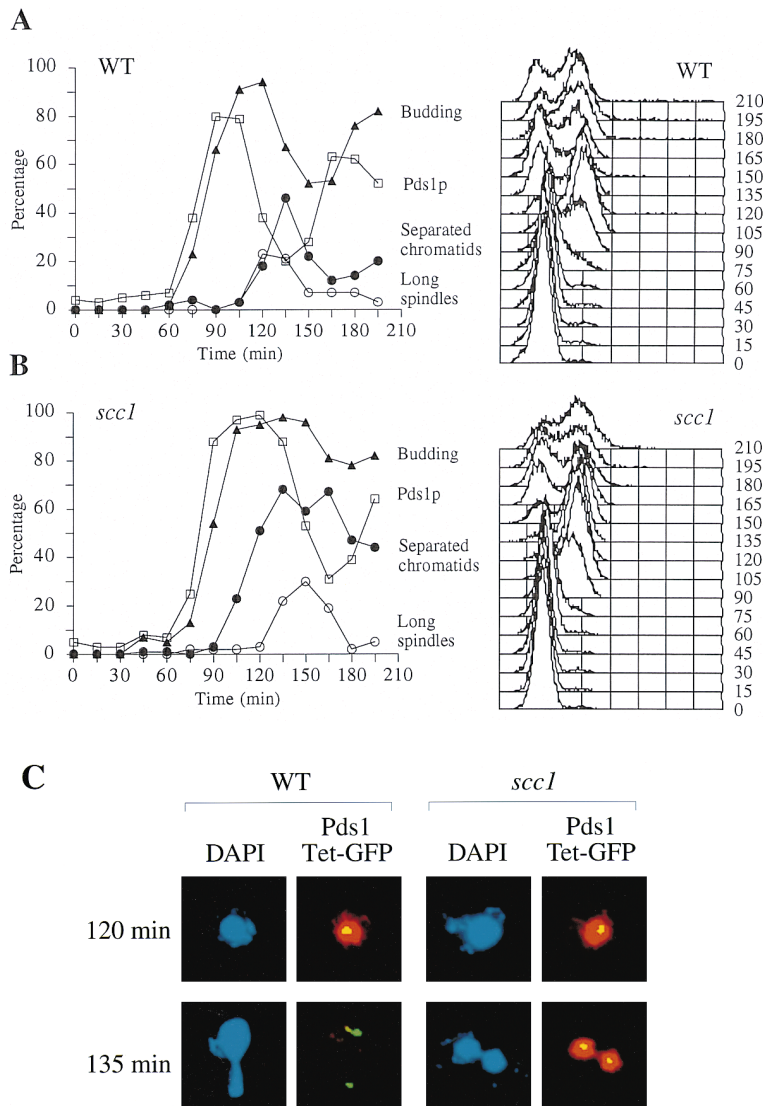 A
WT
100
80
60
40
20
0
Percentage
0 30 60 90 120 150 180 210
Time (min)
Budding
Pds1p
Separated
chromatids
Long
spindles
WT
210
195
180
165
150
135
120
105
90
75
60
45
30
15
0
B
scc1
100
80
60
40
20
0
Percentage
0 30 60 90 120 150 180 210
Time (min)
Budding
Pds1p
Separated
chromatids
Long
spindles
scc1
210
195
180
165
150
135
120
105
90
75
60
45
30
15
0
C
WT
scc1
DAPI
Pds1
Tet-GFP
DAPI
Pds1
Tet-GFP
120 min
135 min